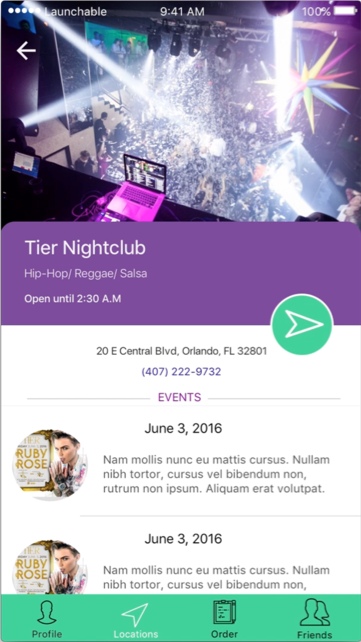 Launchable
9:41 AM
100%
Tier Nightclub
Hip-Hop/ Reggae/ Salsa
Open until 2:30 A.M
20 E Central Blvd, Orlando, FL 32801
(407) 222-9732
EVENTS
June 3, 2016
RUBY
ROSE
Nam mollis nunc eu mattis cursus. Nullam
nibh tortor, cursus vel bibendum non,
rutrum non ipsum. Aliquam erat volutpat.
June 3, 2016
RUBY
ROSE
Nam mollis nunc eu mattis cursus. Nullam
nibh tortor, cursus vel bibendum non,
Profile
Locations
Order
Friends